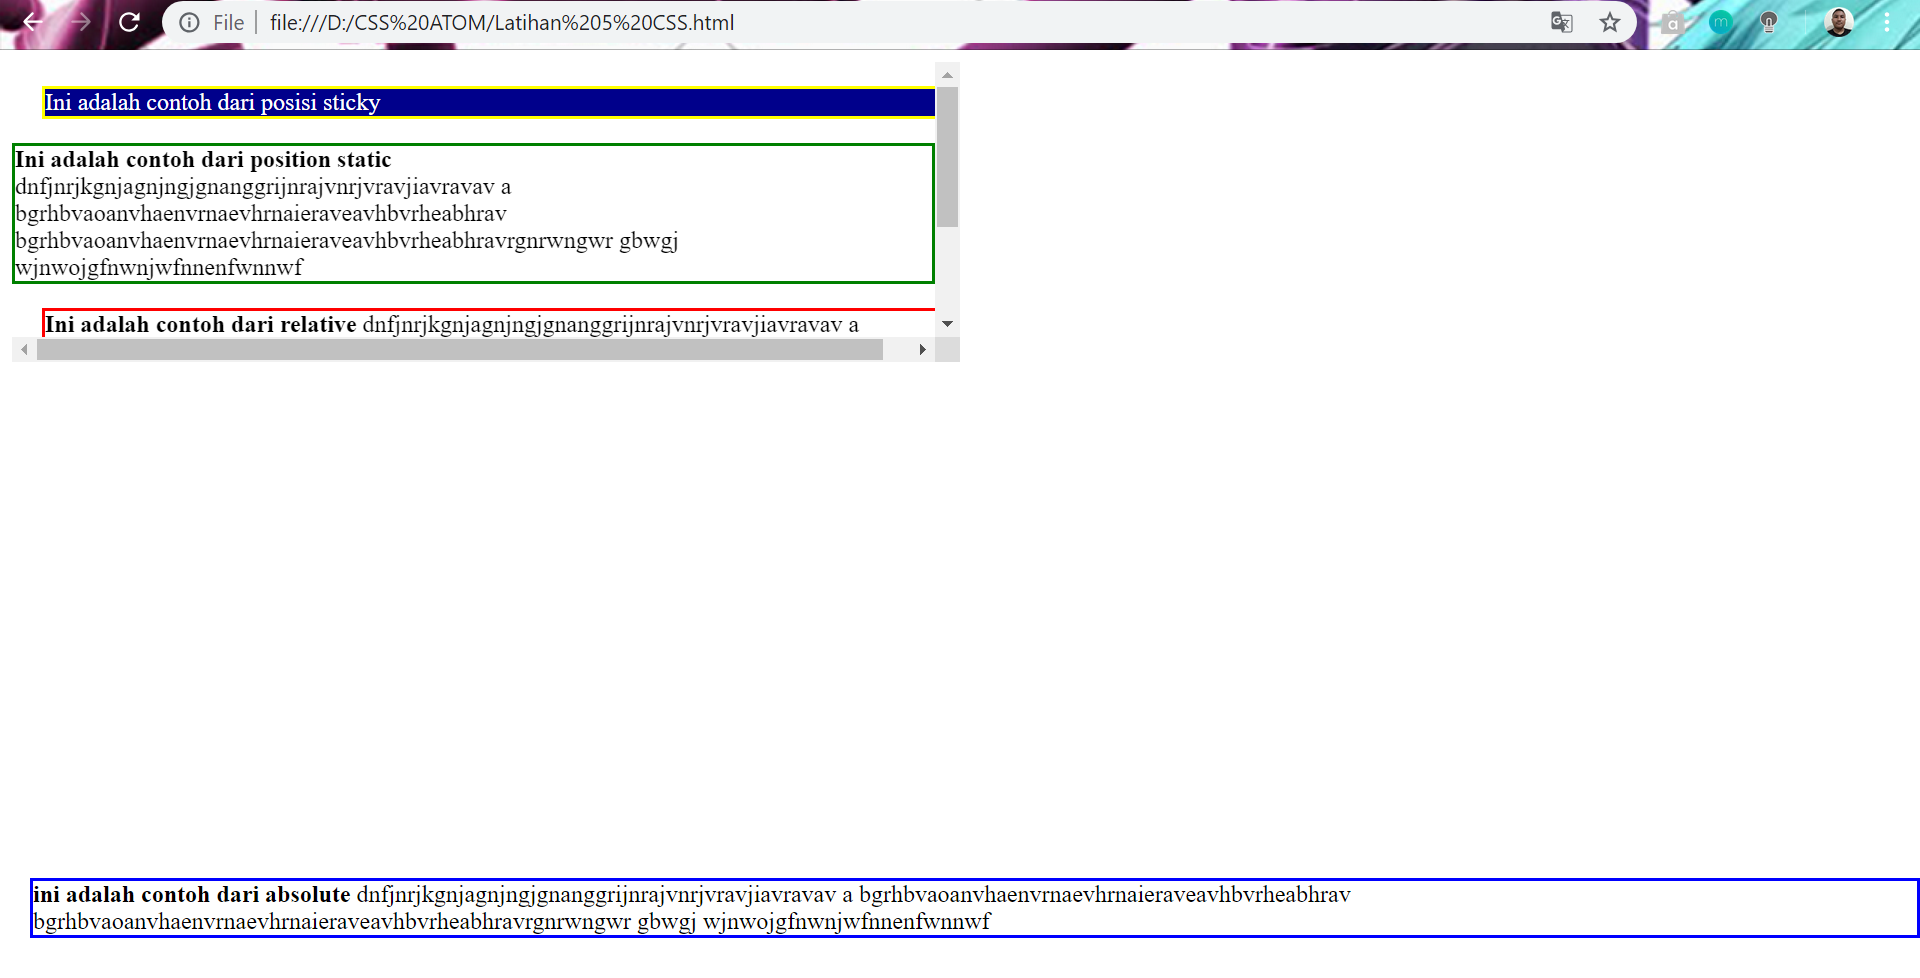 File | file:///D:/CSS%20ATOM/Latihan%205%20CSS.html
Ini adalah contoh dari posisi sticky
Ini adalah contoh dari position static
dnfjnrjkgnjagnjngjgnanggrijnrajvnrjvravjiavravav a
bgrhbvaoanvhaenvrnaevhrnaieraveavhbvrheabhrav
bgrhbvaoanvhaenvrnaevhrnaieraveavhbvrheabhravrgnrwngwr gbwgj
wjnwojgfnwnjwfnnenfwnnwf
Ini adalah contoh dari relative dnfjnrjkgnjagnjngjgnanggrijnrajvnrjvravjiavravav a
ini adalah contoh dari absolute dnfjnrjkgnjagnjngjgnanggrijnrajvnrjvravjiavravav a bgrhbvaoanvhaenvrnaevhrnaieraveavhbvrheabhrav
bgrhbvaoanvhaenvrnaevhrnaieraveavhbvrheabhravrgnrwngwr gbwgj wjnwojgfnwnjwfnnenfwnnwf